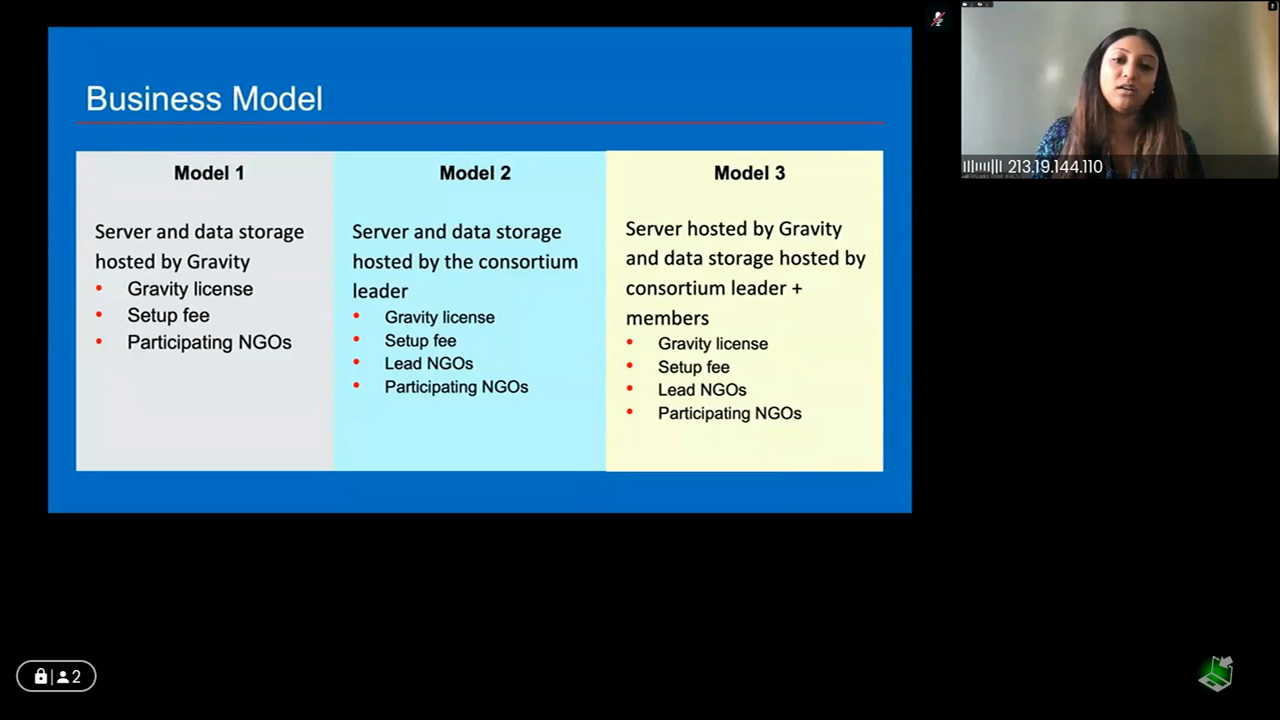 Business Model
Model 1
Server and data storage
hosted by Gravity
• Gravity license
• Setup fee
• Participating NGOs
Model 2
Server and data storage
hosted by the consortium
leader
• Gravity license
• Setup fee
• Lead NGOs
• Participating NGOs
Model 3
Server hosted by Gravity
and data storage hosted by
consortium leader +
members
• Gravity license
• Setup fee
• Lead NGOs
• Participating NGOs
213.19.144.110
2